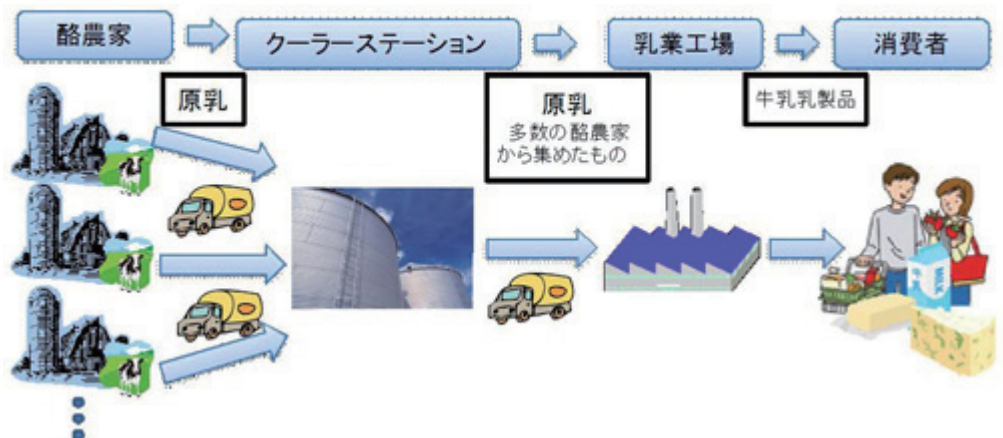 酪農家
クーラーステーション
乳業工場
消費者
原乳
原乳
多数の酪農家
から集めたもの
牛乳乳製品
MILK